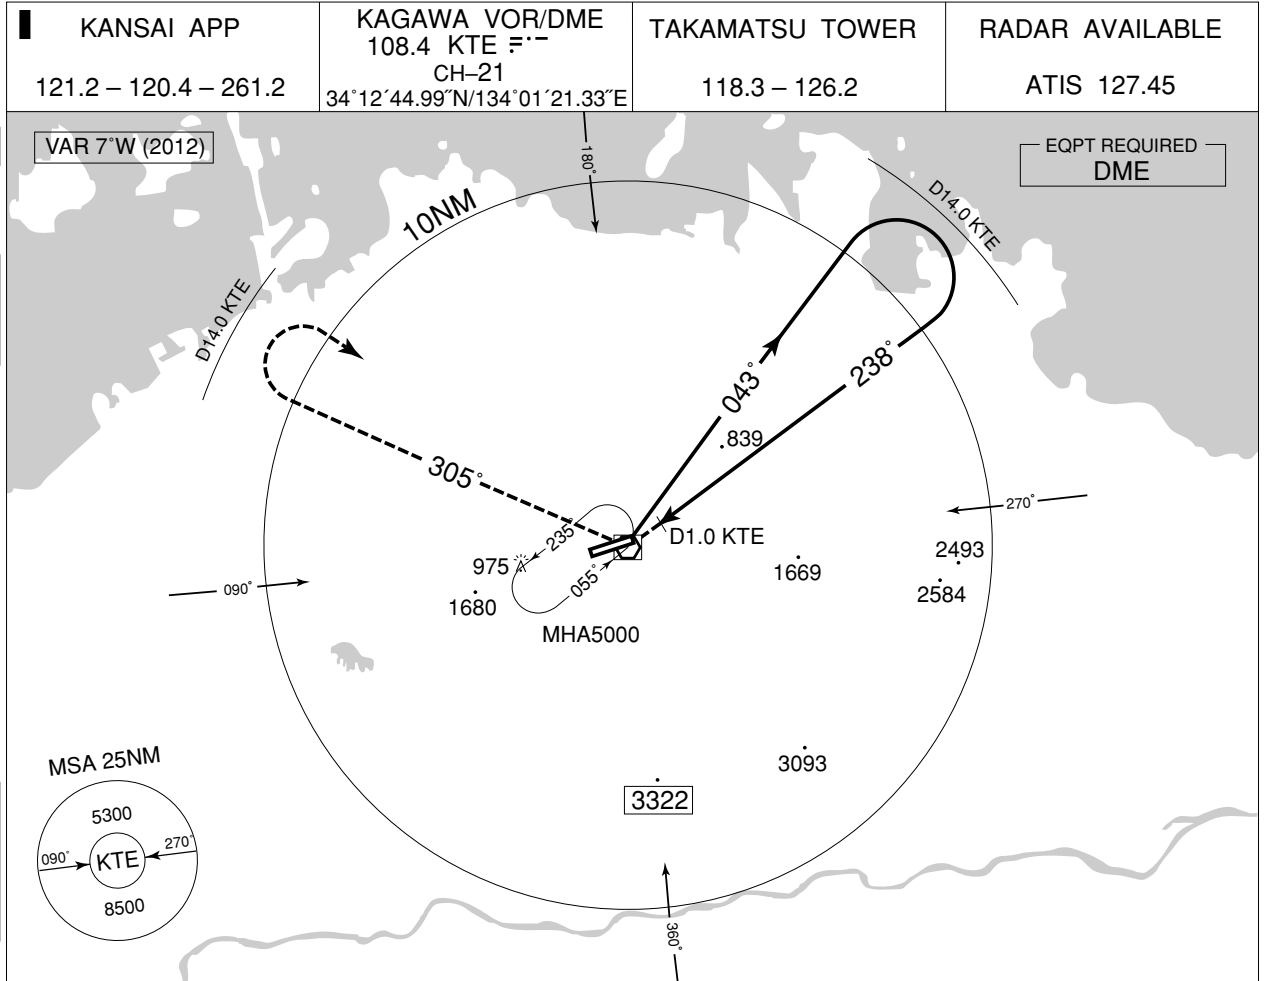 KANSAI APP
121.2 – 120.4 – 261.2
KAGAWA VOR/DME
108.4 KTE
CH–21
34°12′44.99″N/134°01′21.33″E
TAKAMATSU TOWER
118.3 – 126.2
RADAR AVAILABLE
ATIS 127.45
VAR 7°W (2012)
EQPT REQUIRED
DME
180°
10NM
D14.0 KTE
D14.0 KTE
043°
238°
839
305°
270°
235°
D1.0 KTE
2493
975
055°
1669
2584
090°
1680
MHA5000
3093
3322
MSA 25NM
5300
090°
KTE
270°
8500
360°